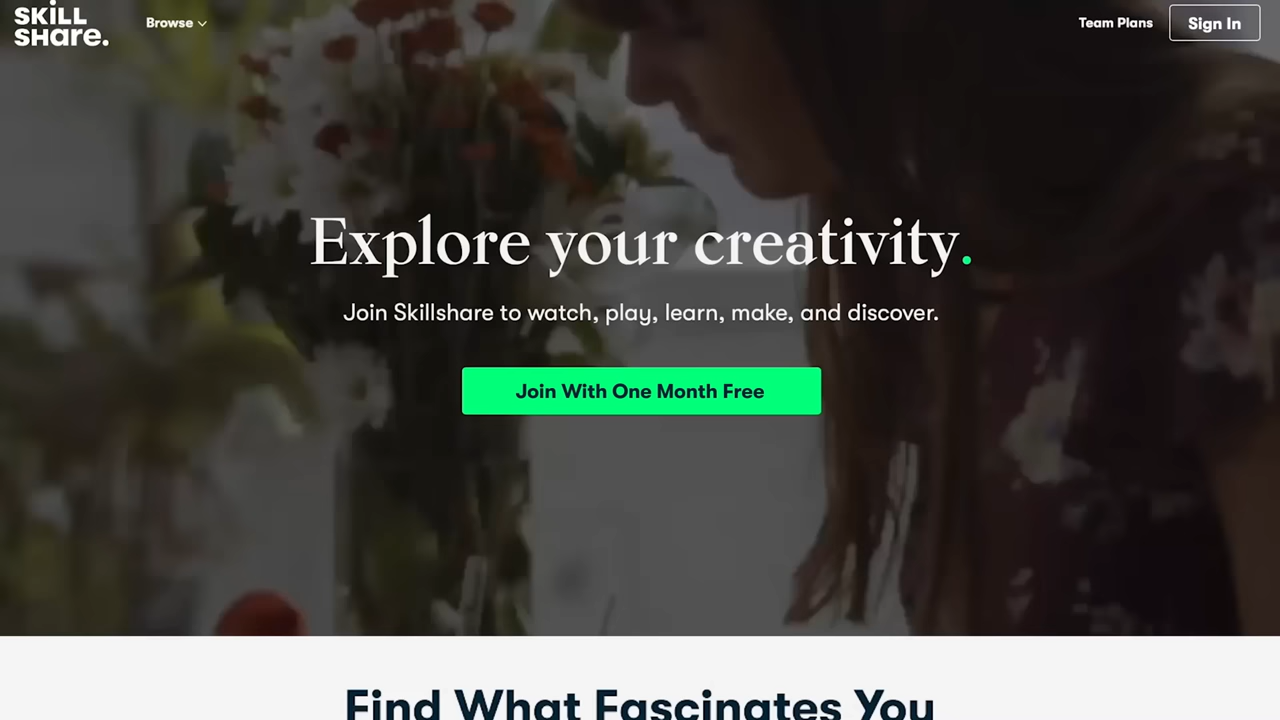 SKILL
SHare.
Browse
Team Plans
Sign In
Explore your creativity.
Join Skillshare to watch, play, learn, make, and discover.
Join With One Month Free
Find What Fascinates You